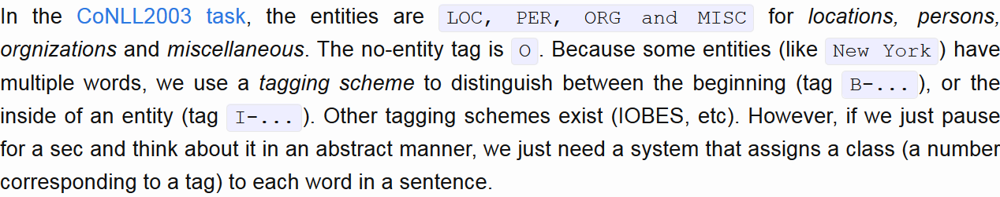 In the CoNLL2003 task, the entities are LOC, PER, ORG and MISC for locations, persons,
orgnizations and miscellaneous. The no-entity tag is O. Because some entities (like New York) have
multiple words, we use a tagging scheme to distinguish between the beginning (tag B-...), or the
inside of an entity (tag I-...). Other tagging schemes exist (IOBES, etc). However, if we just pause
for a sec and think about it in an abstract manner, we just need a system that assigns a class (a number
corresponding to a tag) to each word in a sentence.